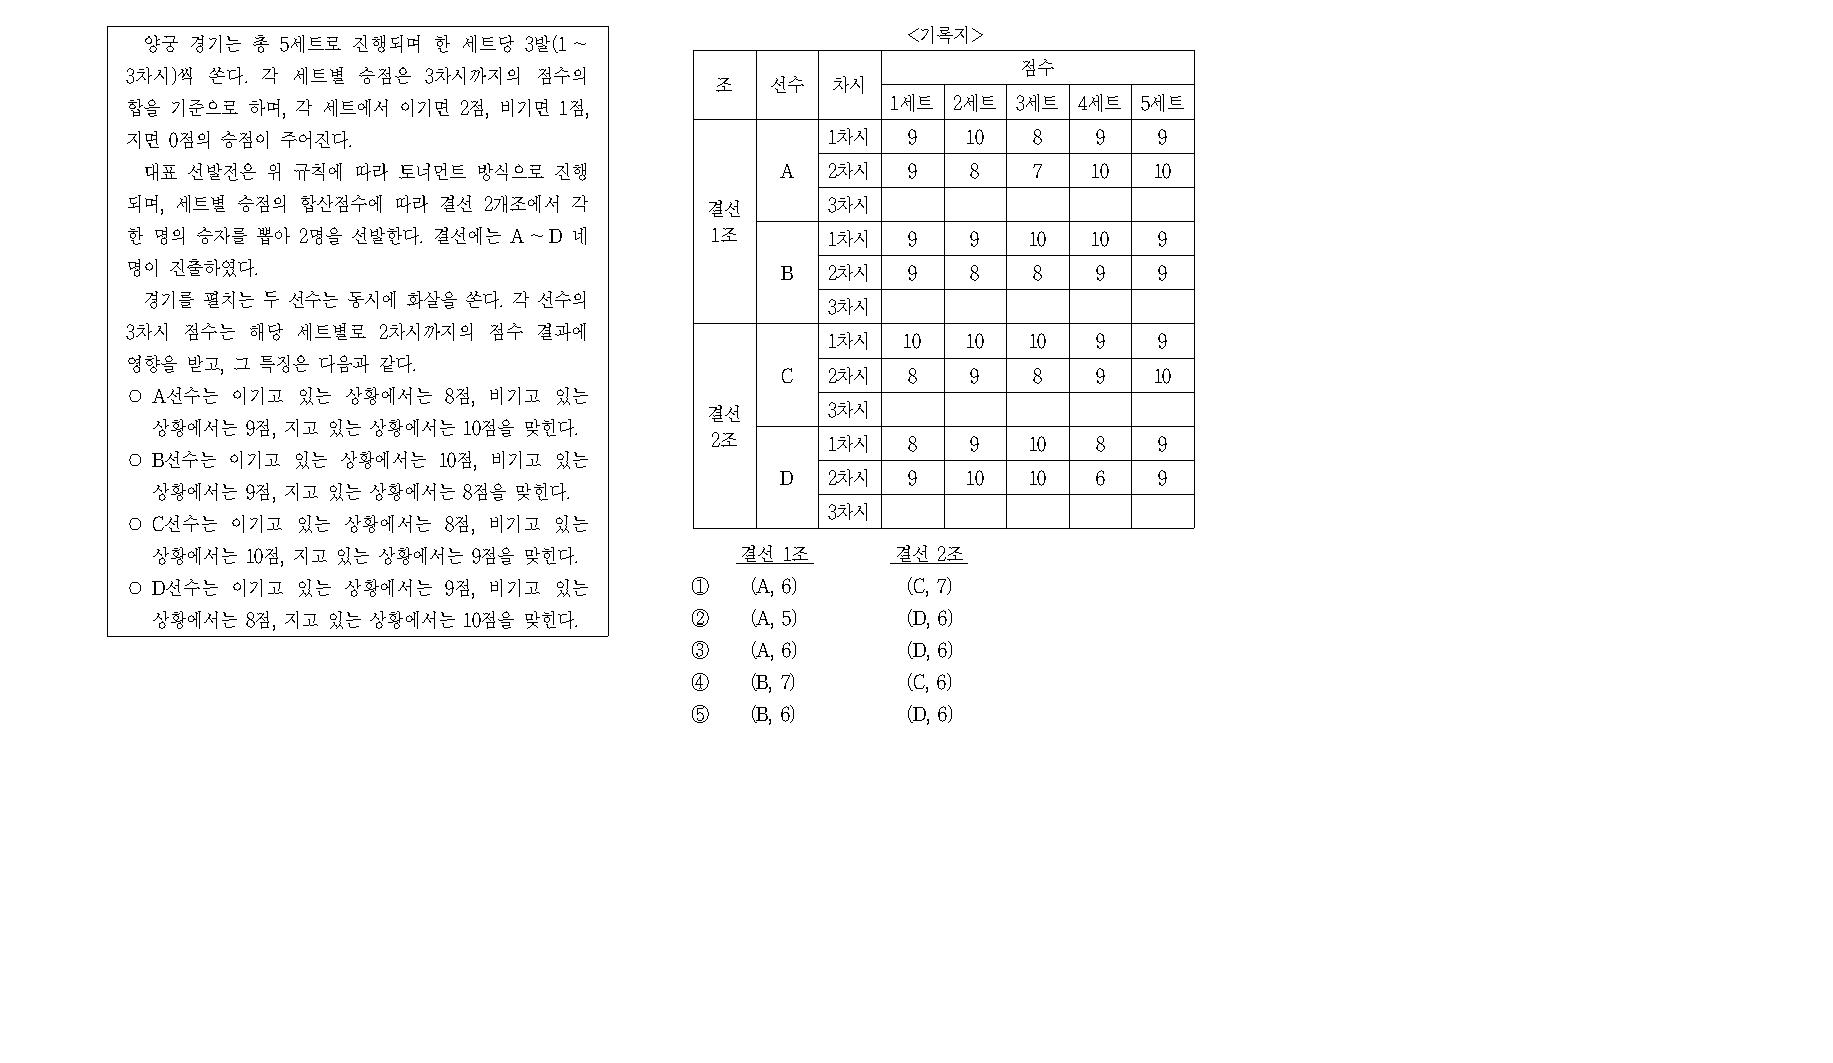 양궁 경기는 총 5세트로 진행되며 한 세트당 3발(1 ~
3차시)씩 쏜다. 각 세트별 승점은 3차시까지의 점수의
합을 기준으로 하며, 각 세트에서 이기면 2점, 비기면 1점,
지면 0점의 승점이 주어진다.
대표 선발전은 위 규칙에 따라 토너먼트 방식으로 진행
되며, 세트별 승점의 합산점수에 따라 결선 2개조에서 각
한 명의 승자를 뽑아 2명을 선발한다. 결선에는 A ~ D 네
명이 진출하였다.
경기를 펼치는 두 선수는 동시에 화살을 쏜다. 각 선수의
3차시 점수는 해당 세트별로 2차시까지의 점수 결과에
영향을 받고, 그 특징은 다음과 같다.
○ A선수는 이기고 있는 상황에서는 8점, 비기고 있는
상황에서는 9점, 지고 있는 상황에서는 10점을 맞힌다.
○ B선수는 이기고 있는 상황에서는 10점, 비기고 있는
상황에서는 9점, 지고 있는 상황에서는 8점을 맞힌다.
○ C선수는 이기고 있는 상황에서는 8점, 비기고 있는
상황에서는 10점, 지고 있는 상황에서는 9점을 맞힌다.
○ D선수는 이기고 있는 상황에서는 9점, 비기고 있는
상황에서는 8점, 지고 있는 상황에서는 10점을 맞힌다.
<기록지>
조 선수 차시 점수
1세트 2세트 3세트 4세트 5세트
결선 1조
A
1차시 9 10 8 9 9
2차시 9 8 7 10 10
3차시
B
1차시 9 9 10 10 9
2차시 9 8 8 9 9
3차시
결선 2조
C
1차시 10 10 10 9 9
2차시 8 9 8 9 10
3차시
D
1차시 8 9 10 8 9
2차시 9 10 10 6 9
3차시
결선 1조 결선 2조
① (A, 6) (C, 7)
② (A, 5) (D, 6)
③ (A, 6) (D, 6)
④ (B, 7) (C, 6)
⑤ (B, 6) (D, 6)